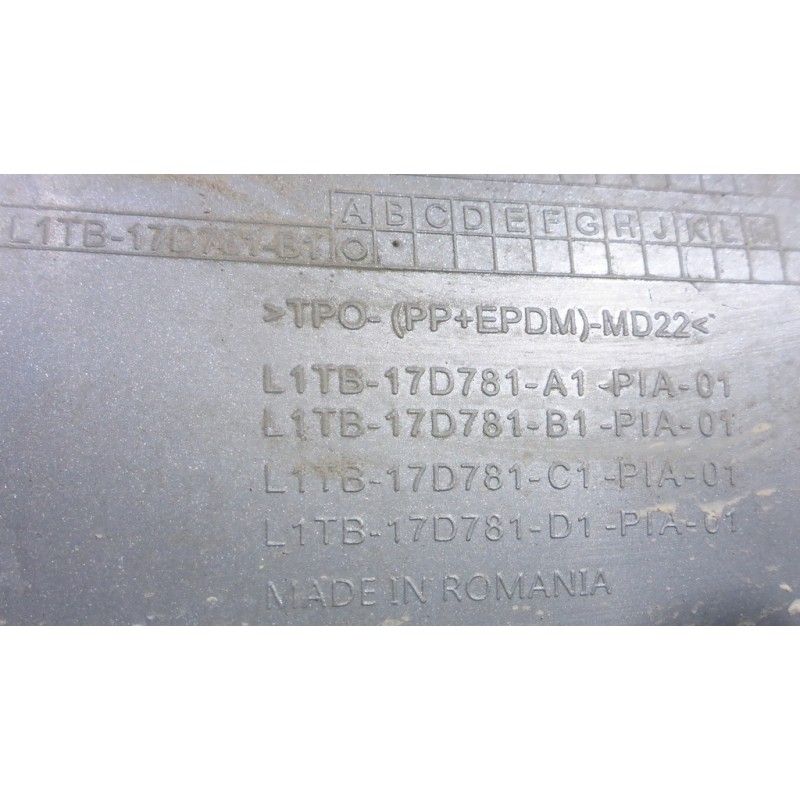 A B C D E F G H J K L M
L1TB-17D781-B1 O
>TPO-(PP+EPDM)-MD22<
L1TB-17D781-A1-PIA-01
L1TB-17D781-B1-PIA-01
L1TB-17D781-C1-PIA-01
L1TB-17D781-D1-PIA-01
MADE IN ROMANIA